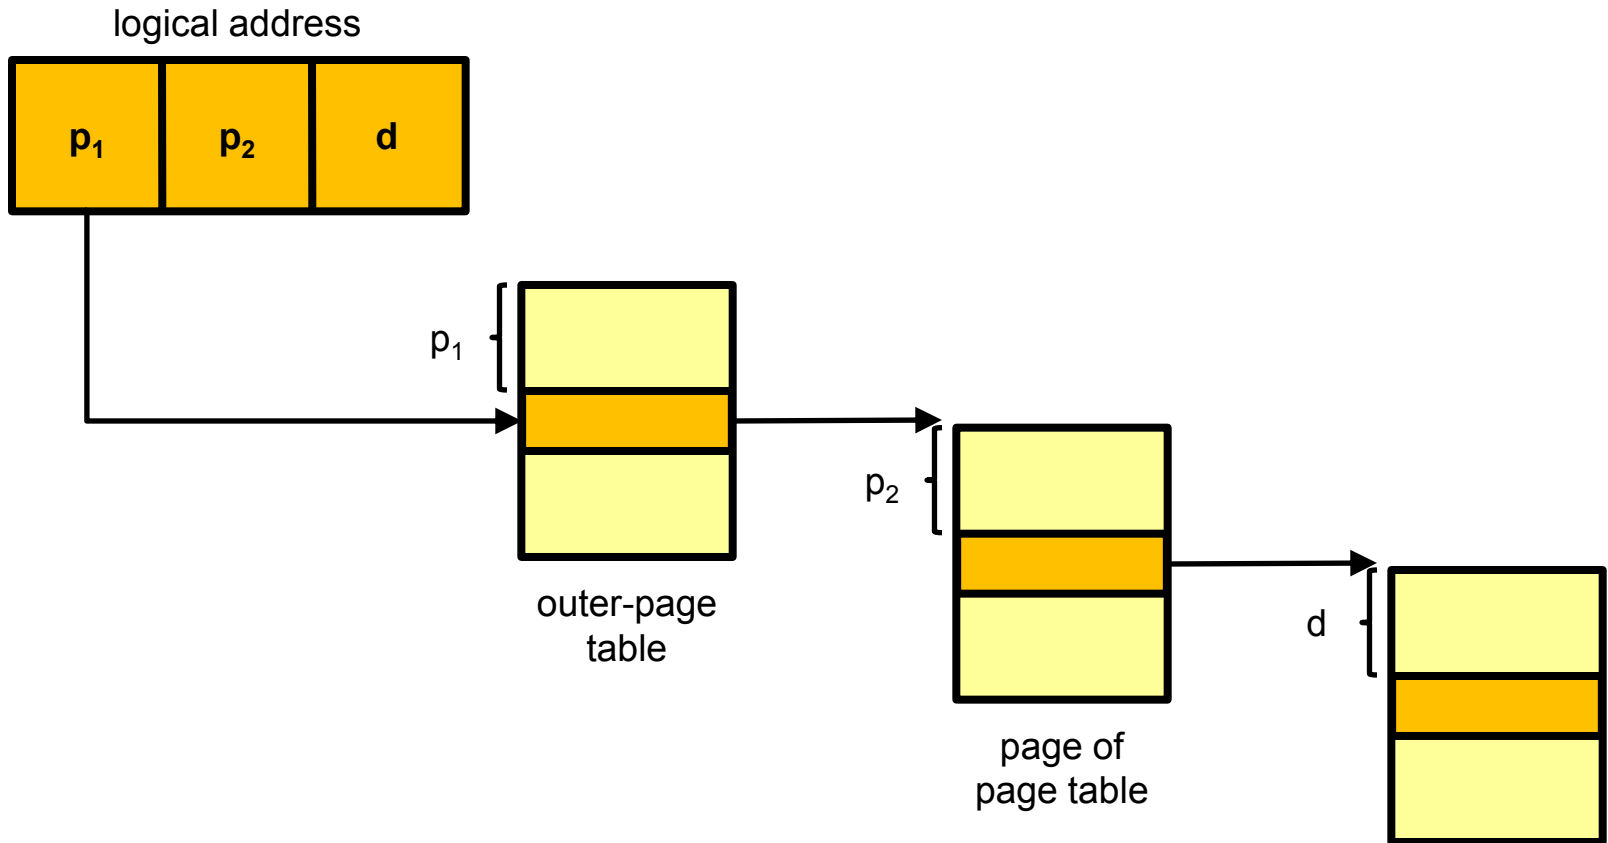 logical address
p₁ p₂ d
p₁
outer-page
table
p₂
page of
page table
d